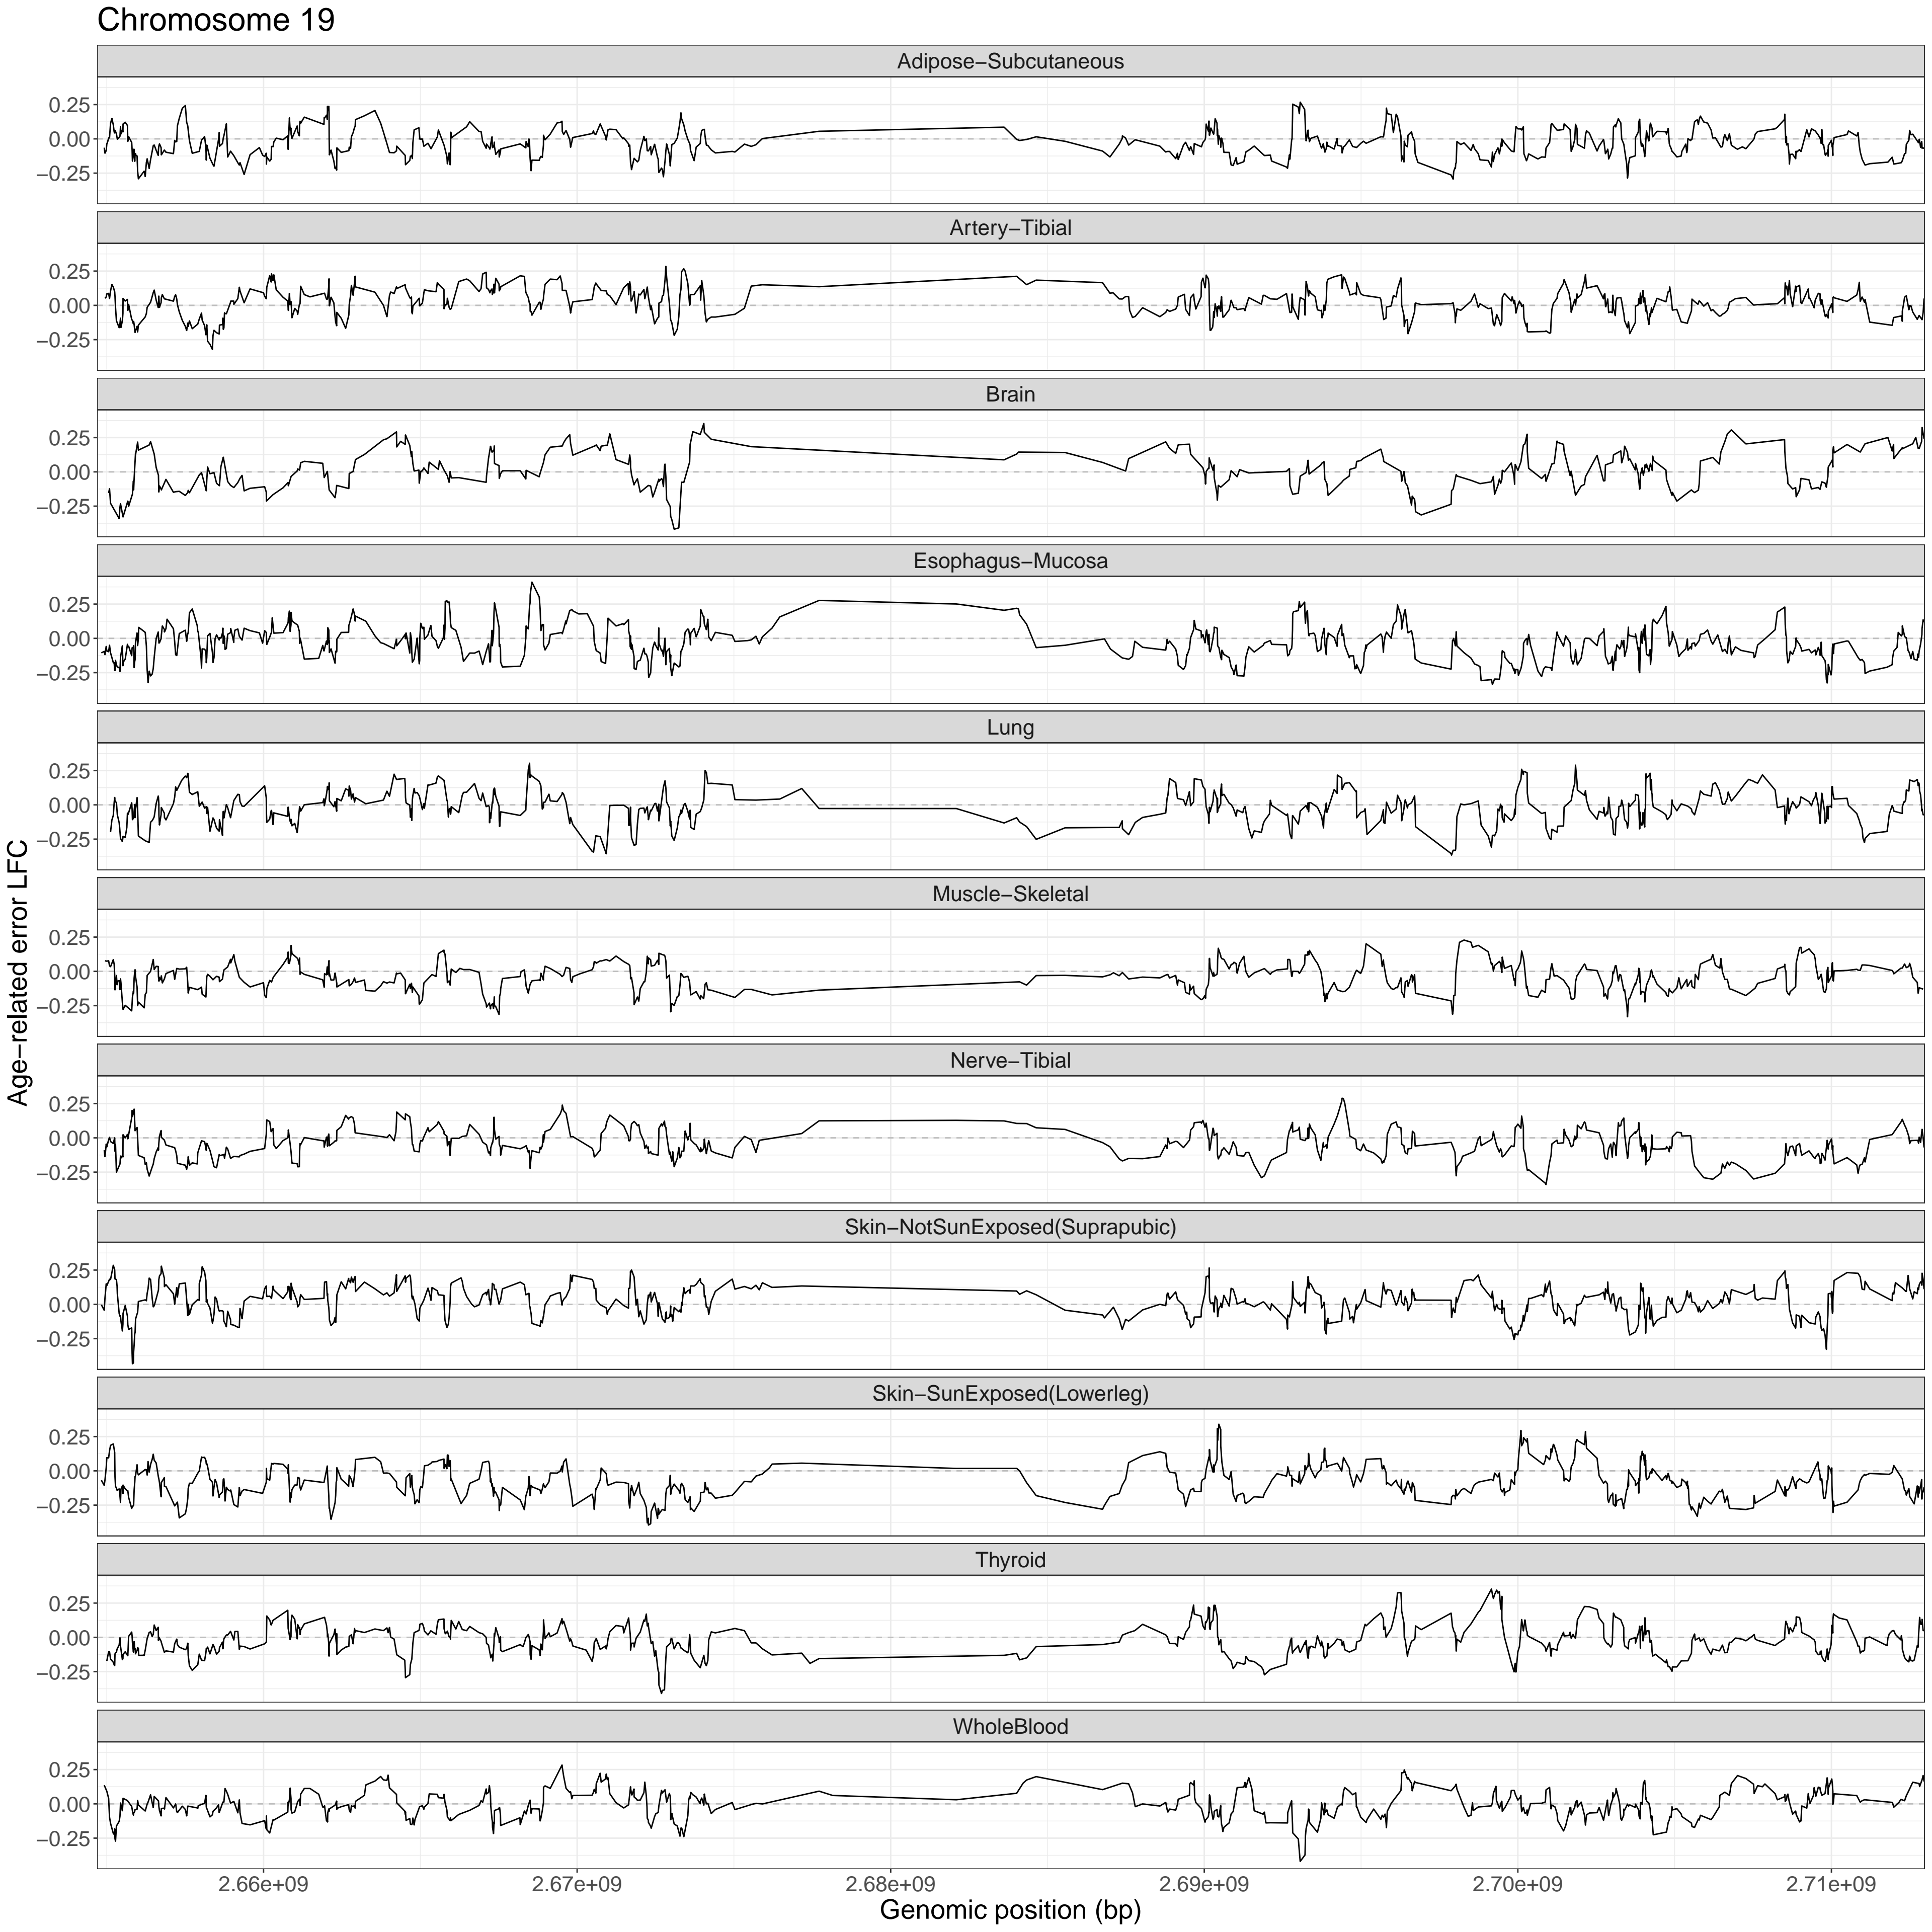 Chromosome 19
Adipose−Subcutaneous
0.25
0.00
−0.25
Artery−Tibial
0.25
0.00
−0.25
Brain
0.25
0.00
−0.25
Esophagus−Mucosa
0.25
0.00
−0.25
Lung
0.25
0.00
−0.25
Muscle−Skeletal
0.25
0.00
−0.25
Nerve−Tibial
0.25
0.00
−0.25
Skin−NotSunExposed(Suprapubic)
0.25
0.00
−0.25
Skin−SunExposed(Lowerleg)
0.25
0.00
−0.25
Thyroid
0.25
0.00
−0.25
WholeBlood
0.25
0.00
−0.25
Age−related error LFC
2.66e+09 2.67e+09 2.68e+09 2.69e+09 2.70e+09 2.71e+09
Genomic position (bp)